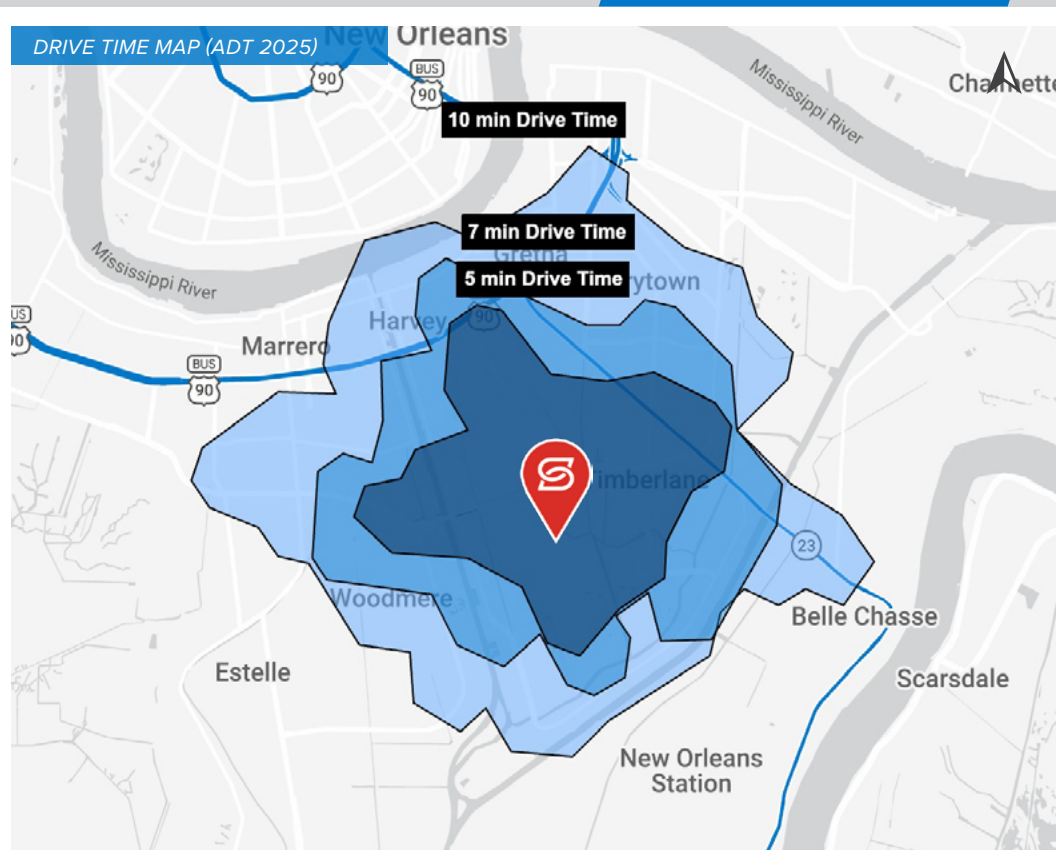 DRIVE TIME MAP (ADT 2025)
New Orleans
90
BUS
90
Mississippi River
Chalmette
10 min Drive Time
7 min Drive Time
Gretna
5 min Drive Time
rytown
Mississippi River
US
90
Harvey
90
Marrero
BUS
90
Timberlane
23
Woodmere
Belle Chasse
Estelle
Scarsdale
New Orleans
Station